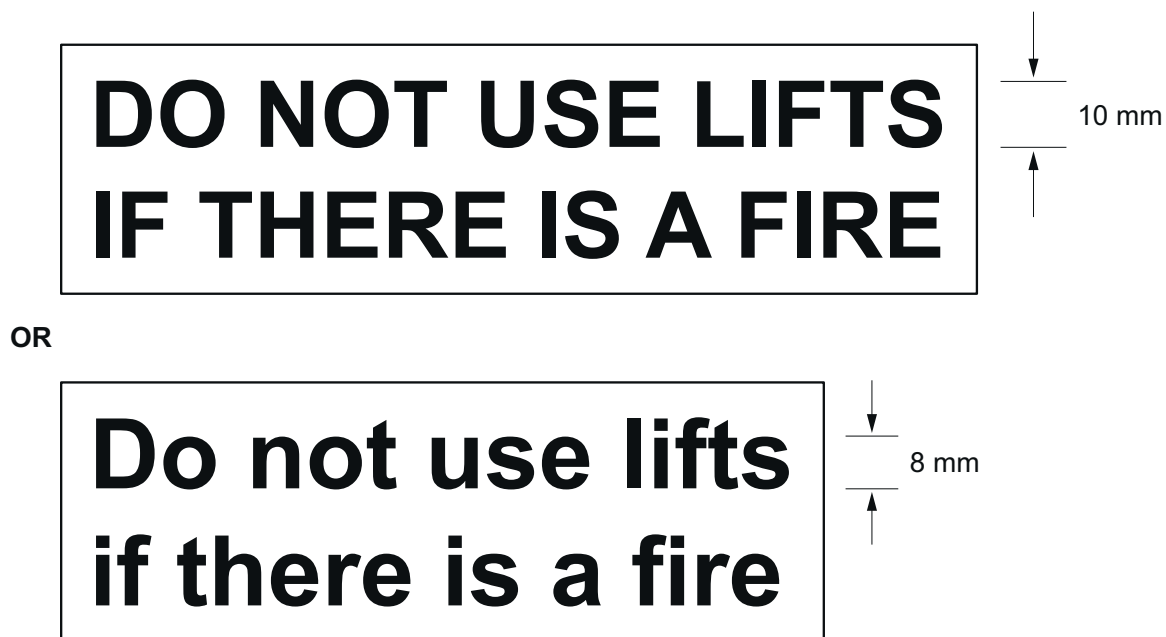 DO NOT USE LIFTS
10 mm
IF THERE IS A FIRE
OR
Do not use lifts
8 mm
if there is a fire